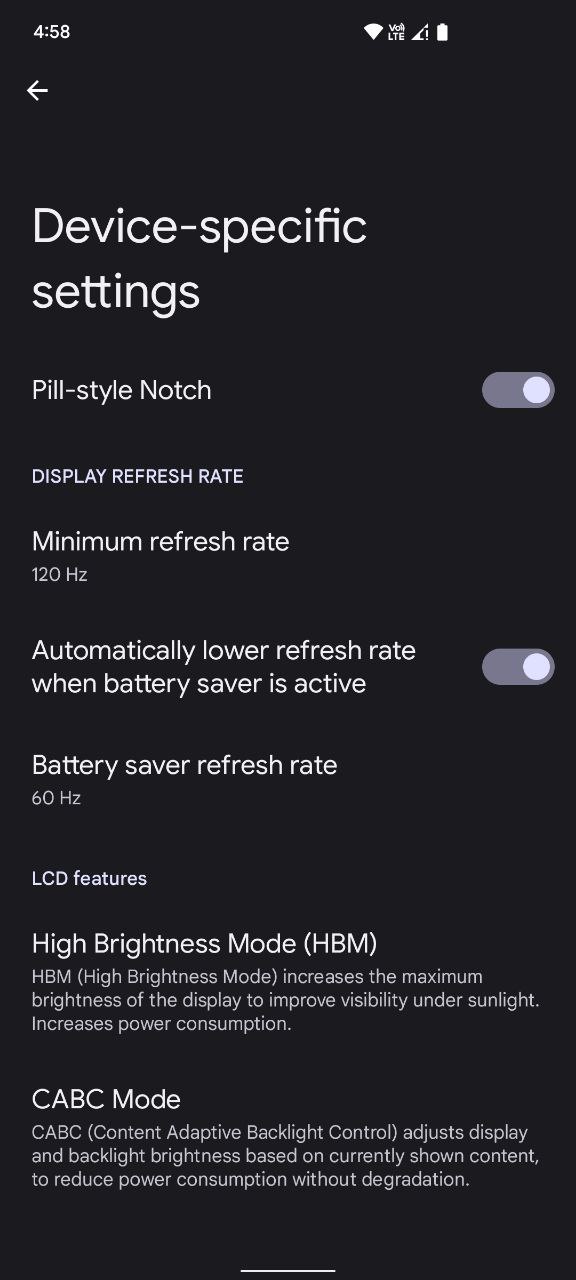 4:58
Vo))
LTE
Device-specific
settings
Pill-style Notch
DISPLAY REFRESH RATE
Minimum refresh rate
120 Hz
Automatically lower refresh rate
when battery saver is active
Battery saver refresh rate
60 Hz
LCD features
High Brightness Mode (HBM)
HBM (High Brightness Mode) increases the maximum
brightness of the display to improve visibility under sunlight.
Increases power consumption.
CABC Mode
CABC (Content Adaptive Backlight Control) adjusts display
and backlight brightness based on currently shown content,
to reduce power consumption without degradation.